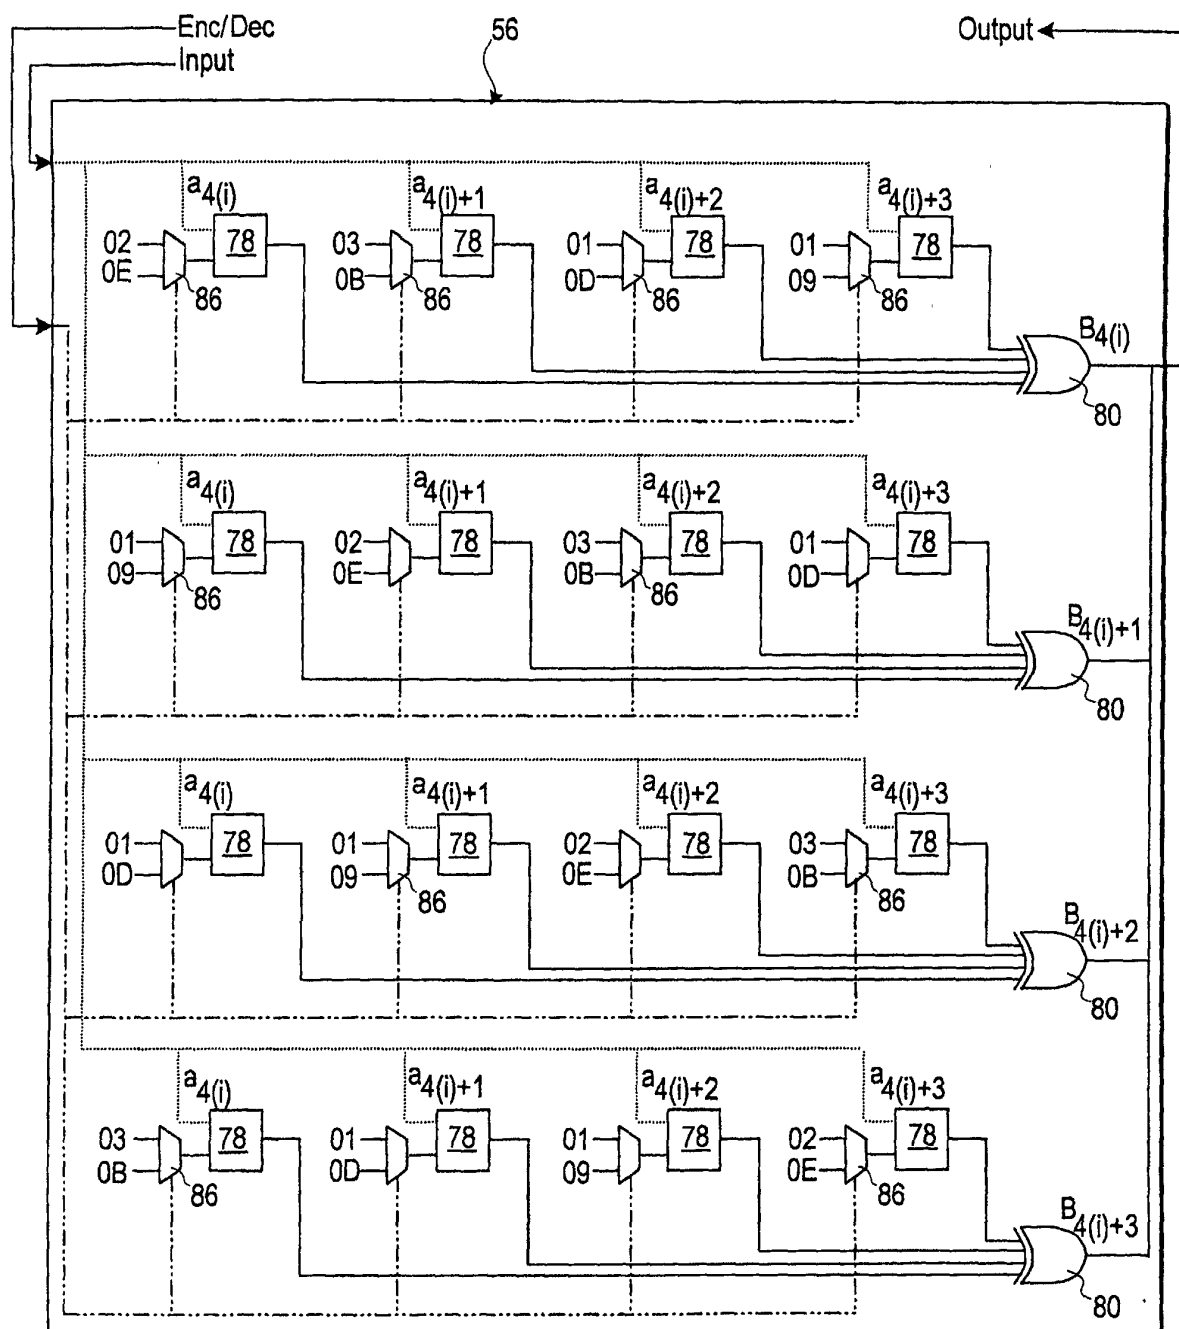 Enc/Dec
Input
56
Output
a4(i) a4(i)+1 a4(i)+2 a4(i)+3
78 78 78 78
02 03 01 01
0E 0B 0D 09
86 86 86 86
B4(i)
80
a4(i) a4(i)+1 a4(i)+2 a4(i)+3
78 78 78 78
01 02 03 01
09 0E 0B 0D
86 86
B4(i)+1
80
a4(i) a4(i)+1 a4(i)+2 a4(i)+3
78 78 78 78
01 01 02 03
0D 09 0E 0B
86 86
B4(i)+2
80
a4(i) a4(i)+1 a4(i)+2 a4(i)+3
78 78 78 78
03 01 01 02
0B 0D 09 0E
86 86
B4(i)+3
80